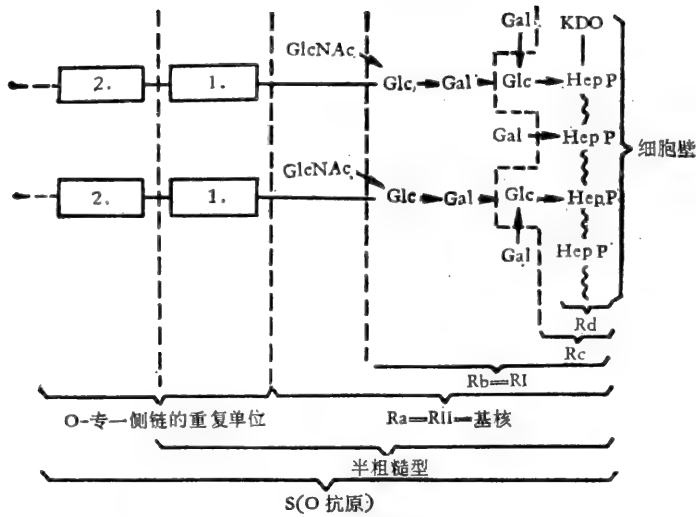 Gal KDO
GlcNAc
2. 1. Glc Gal Glc Hep P
Gal Hep P
细胞壁
GlcNAc
2. 1. Glc Gal Glc Hep P
Gal Hep P
Rd
Rc
Rb=RI
O-专一侧链的重复单位 Ra=RII=基核
半粗糙型
S(O 抗原)